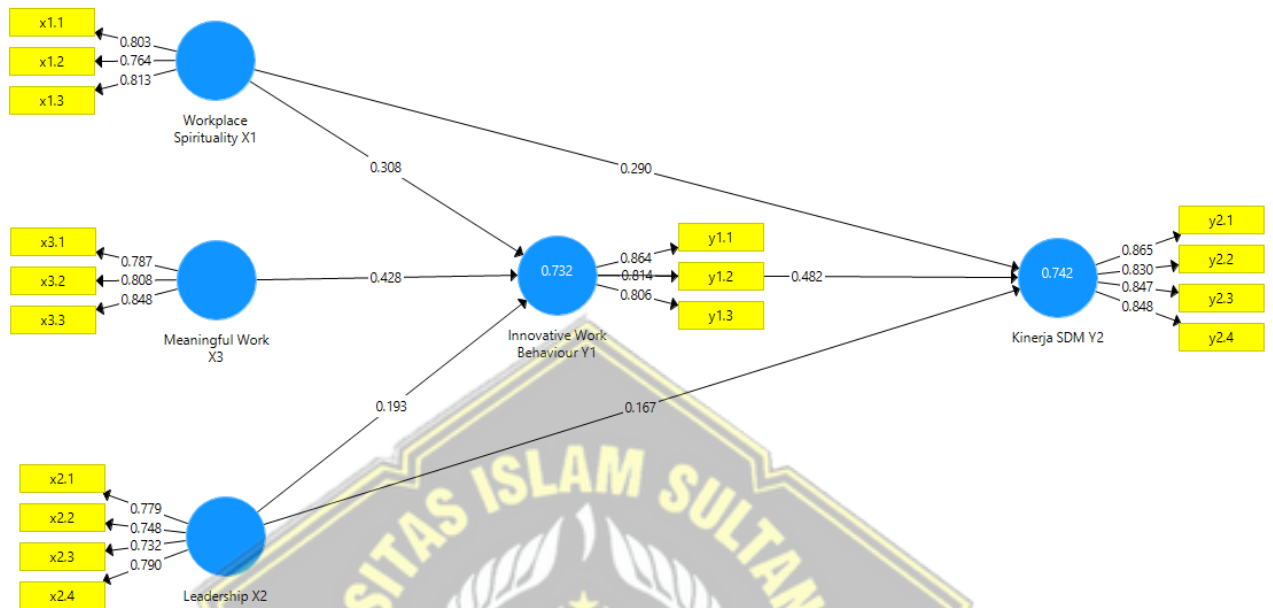 x1.1
x1.2
x1.3
0.803
0.764
0.813
Workplace
Spirituality X1
0.308
0.290
x3.1
x3.2
x3.3
0.787
0.808
0.848
Meaningful Work
X3
0.428
0.732
Innovative Work
Behaviour Y1
0.864
0.814
0.806
y1.1
y1.2
y1.3
0.482
0.742
Kinerja SDM Y2
0.865
0.830
0.847
0.848
y2.1
y2.2
y2.3
y2.4
0.193
0.167
x2.1
x2.2
x2.3
x2.4
0.779
0.748
0.732
0.790
Leadership X2
SITAS ISLAM SULTAN